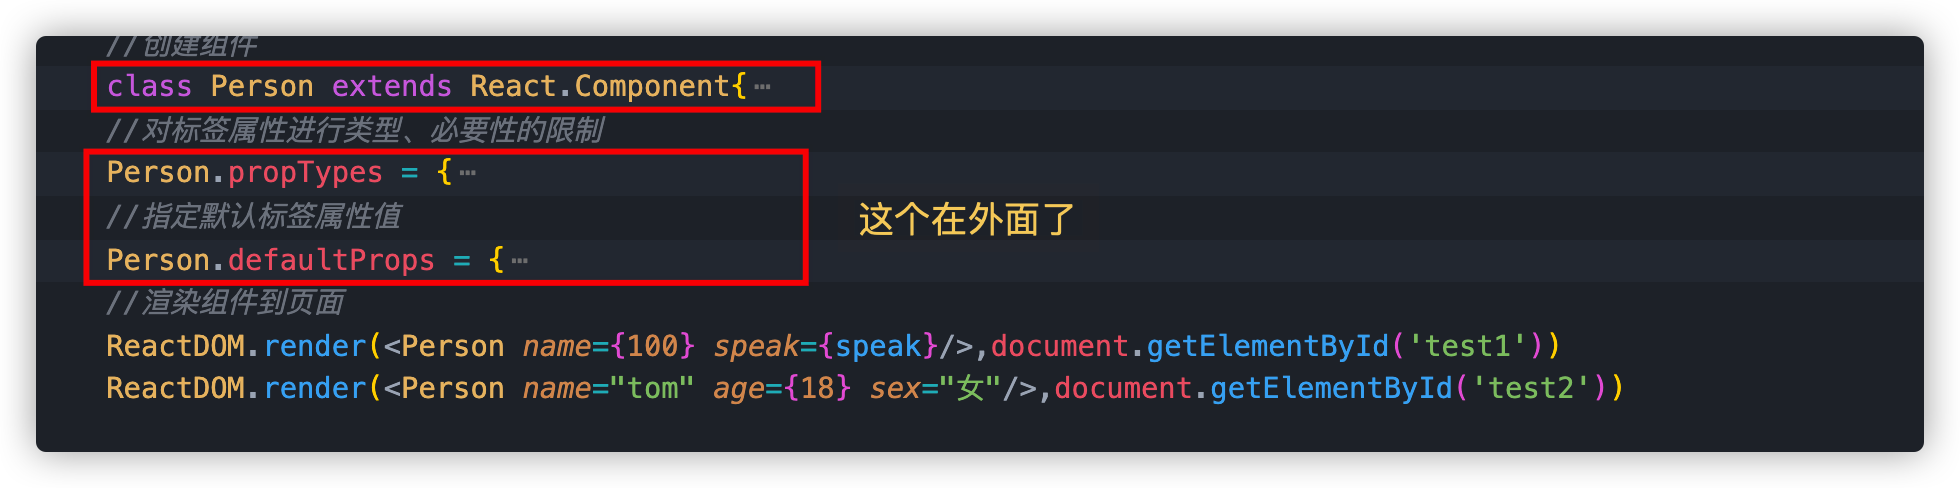 //创建组件
class Person extends React.Component{…
//对标签属性进行类型、必要性的限制
Person.propTypes = {…
//指定默认标签属性值
这个在外面了
Person.defaultProps = {…
//渲染组件到页面
ReactDOM.render(<Person name={100} speak={speak}/>,document.getElementById('test1'))
ReactDOM.render(<Person name="tom" age={18} sex="女"/>,document.getElementById('test2'))